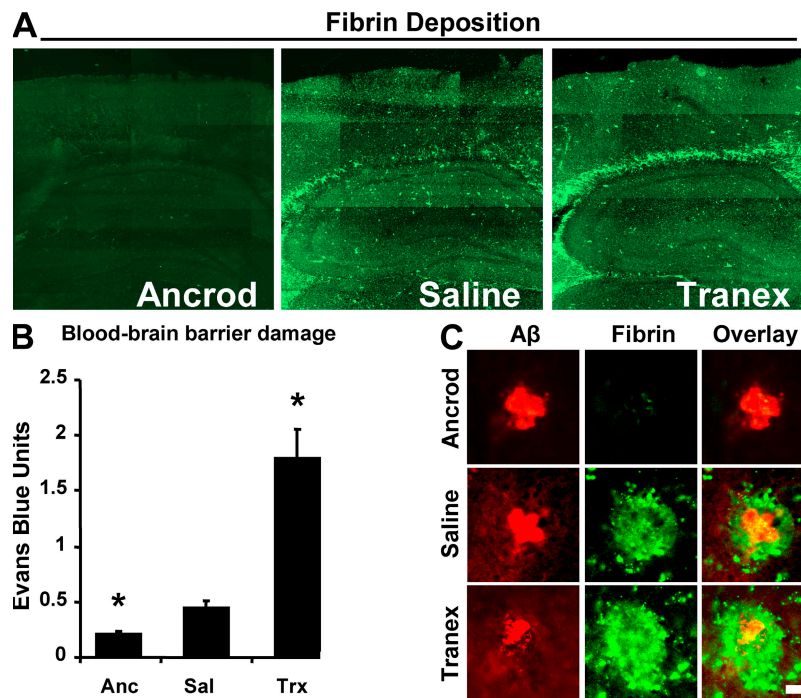 A
Fibrin Deposition
Ancrod
Saline
Tranex
B
Blood-brain barrier damage
Evans Blue Units
2.5
2
1.5
1
0.5
0
*
*
Anc
Sal
Trx
C
Aβ
Fibrin
Overlay
Ancrod
Saline
Tranex